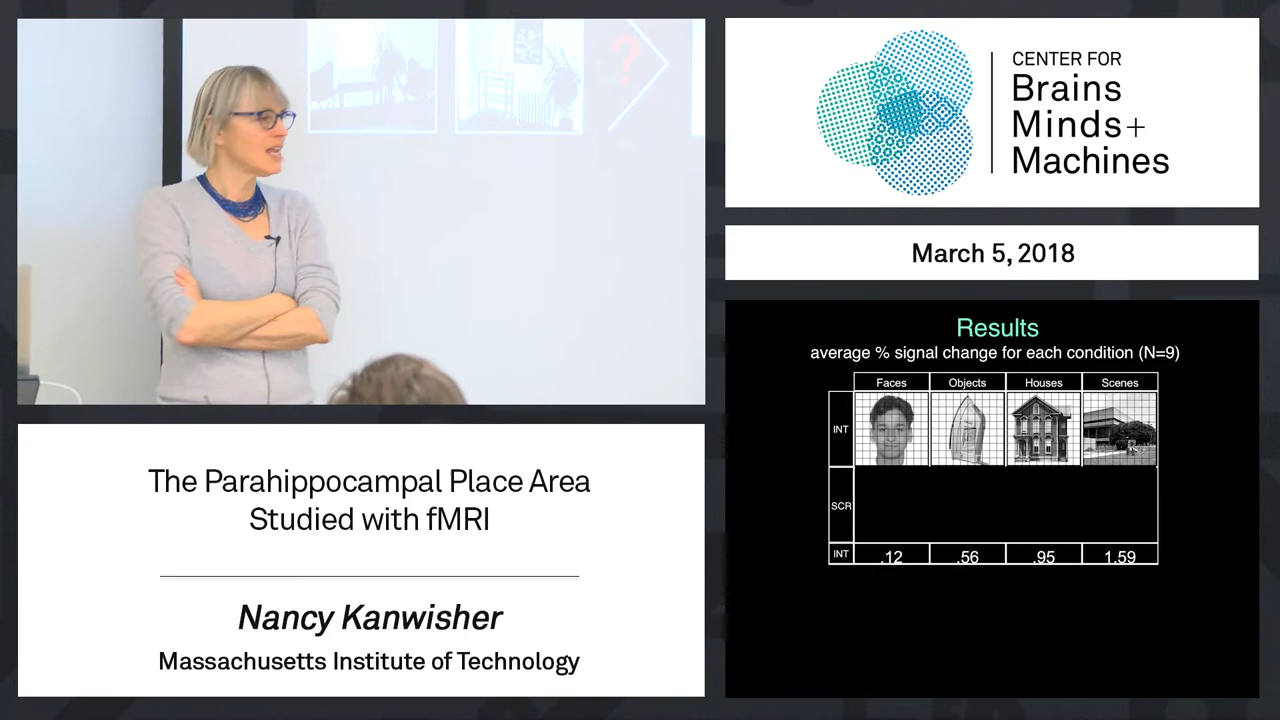 ?
CENTER FOR
Brains
Minds+
Machines
March 5, 2018
The Parahippocampal Place Area
Studied with fMRI
Nancy Kanwisher
Massachusetts Institute of Technology
Results
average % signal change for each condition (N=9)
Faces Objects Houses Scenes
INT
SCR
INT .12 .56 .95 1.59